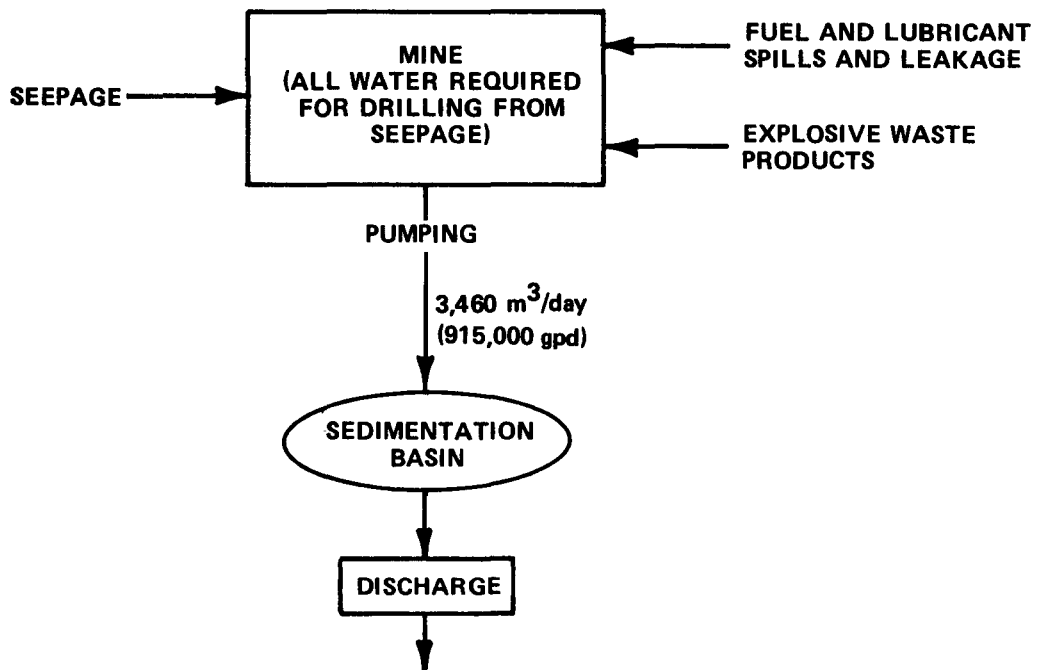 MINE
(ALL WATER REQUIRED
FOR DRILLING FROM
SEEPAGE)
SEEPAGE
FUEL AND LUBRICANT
SPILLS AND LEAKAGE
EXPLOSIVE WASTE
PRODUCTS
PUMPING
3,460 m³/day
(915,000 gpd)
SEDIMENTATION
BASIN
DISCHARGE